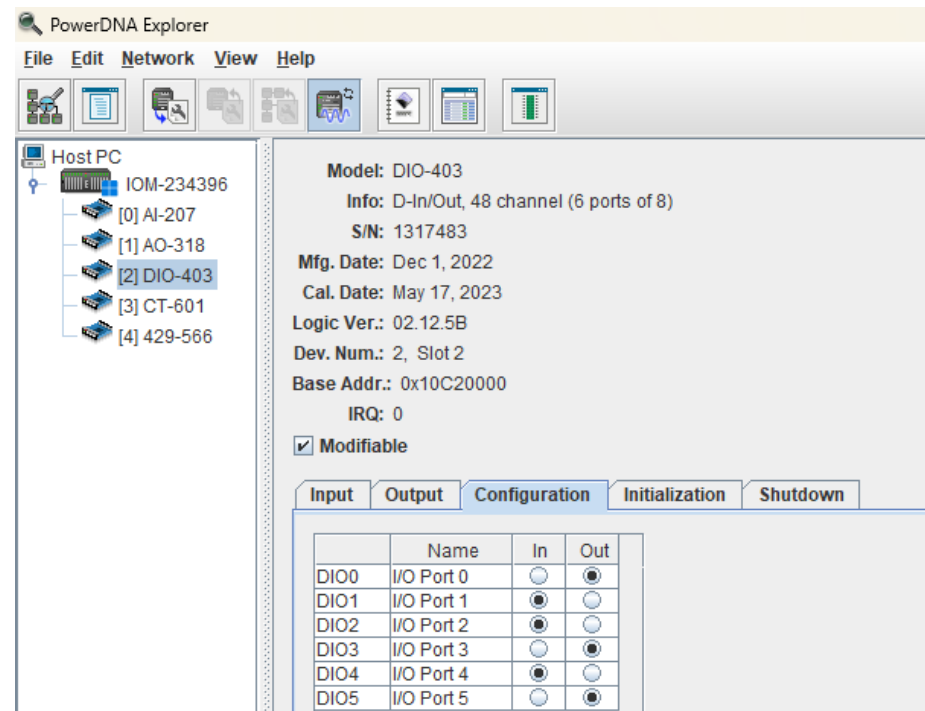 PowerDNA Explorer
File Edit Network View Help
Host PC
IOM-234396
[0] AI-207
[1] AO-318
[2] DIO-403
[3] CT-601
[4] 429-566
Model: DIO-403
Info: D-In/Out, 48 channel (6 ports of 8)
S/N: 1317483
Mfg. Date: Dec 1, 2022
Cal. Date: May 17, 2023
Logic Ver.: 02.12.5B
Dev. Num.: 2, Slot 2
Base Addr.: 0x10C20000
IRQ: 0
Modifiable
Input Output Configuration Initialization Shutdown
Name In Out
DIO0 I/O Port 0
DIO1 I/O Port 1
DIO2 I/O Port 2
DIO3 I/O Port 3
DIO4 I/O Port 4
DIO5 I/O Port 5